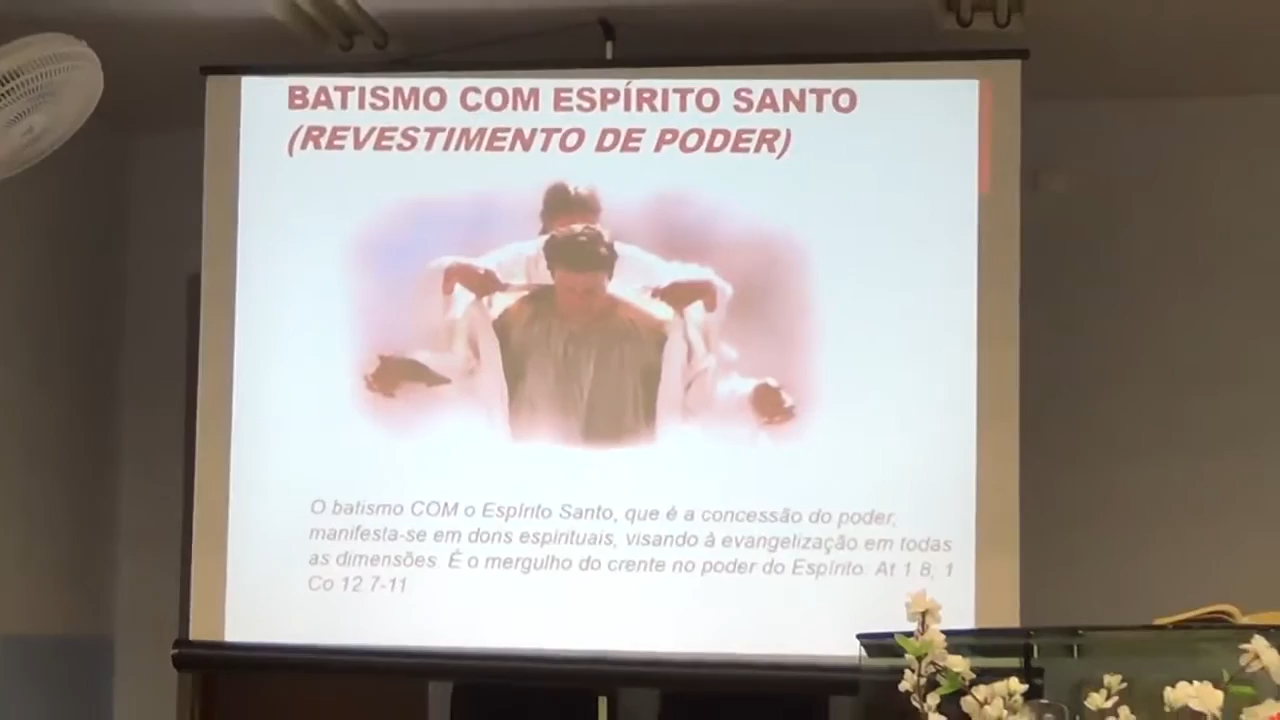 BATISMO COM ESPÍRITO SANTO
(REVESTIMENTO DE PODER)
O batismo COM o Espírito Santo, que é a concessão do poder,
manifesta-se em dons espirituais, visando à evangelização em todas
as dimensões. É o mergulho do crente no poder do Espírito. At 1 8; 1
Co 12 7-11